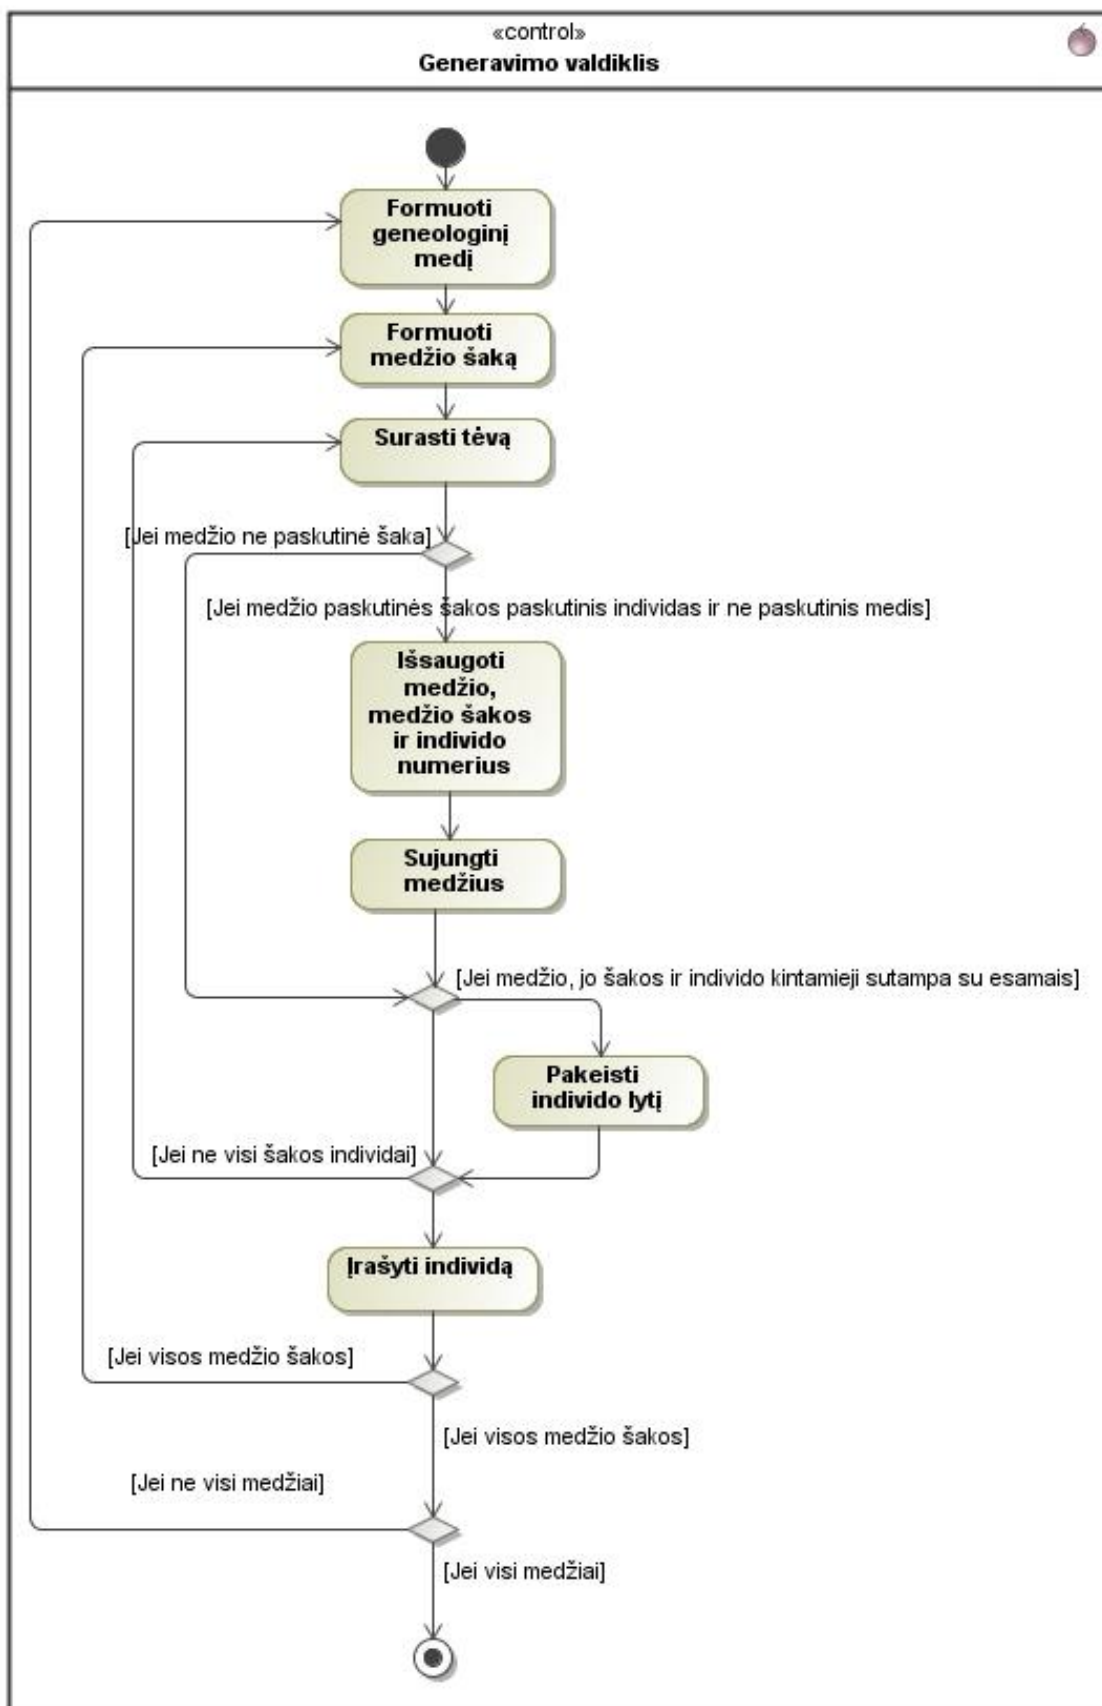 «control»
Generavimo valdiklis
Formuoti
geneologinį
medį
Formuoti
medžio šaką
Surasti tėvą
[Jei medžio ne paskutinė šaka]
[Jei medžio paskutinės šakos paskutinis individas ir ne paskutinis medis]
Išsaugoti
medžio,
medžio šakos
ir individo
numerius
Sujungti
medžius
[Jei medžio, jo šakos ir individo kintamieji sutampa su esamais]
Pakeisti
individo lytį
[Jei ne visi šakos individai]
Įrašyti individą
[Jei visos medžio šakos]
[Jei visos medžio šakos]
[Jei ne visi medžiai]
[Jei visi medžiai]